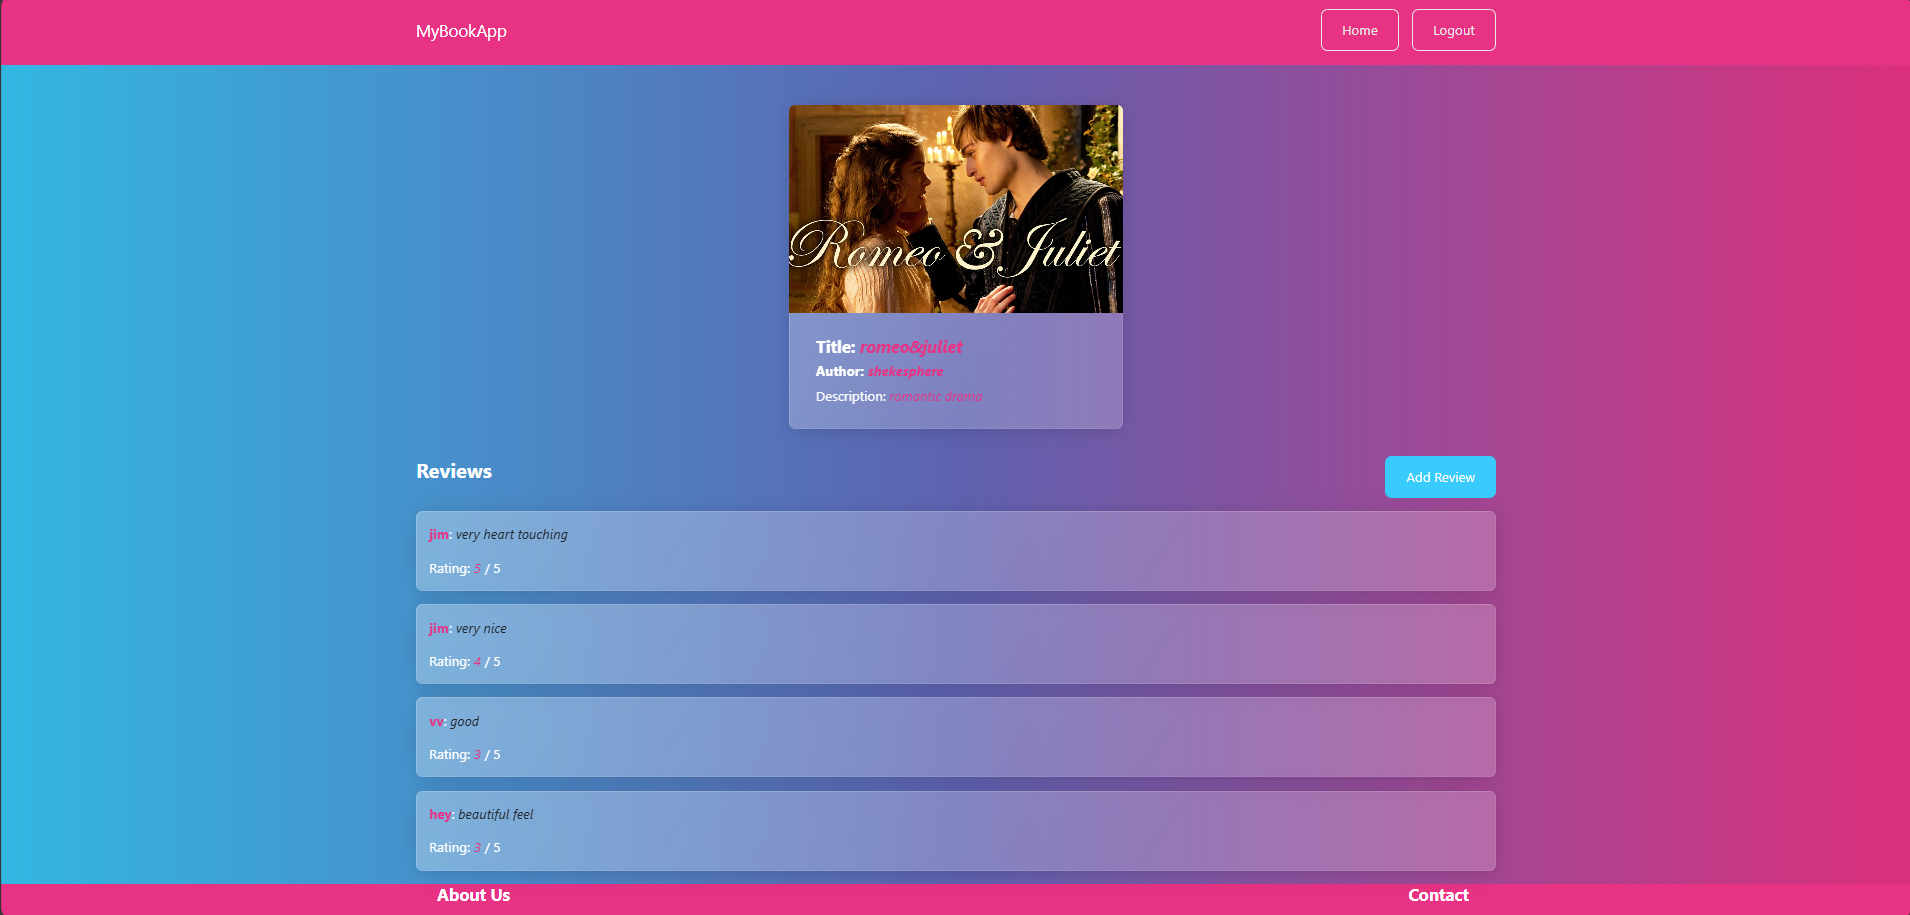 MyBookApp
Home
Logout
Romeo & Juliet
Title: romeo&juliet
Author: shekesphere
Description: romantic drama
Reviews
Add Review
jim: very heart touching
Rating: 5 / 5
jim: very nice
Rating: 4 / 5
vv: good
Rating: 3 / 5
hey: beautiful feel
Rating: 3 / 5
About Us
Contact